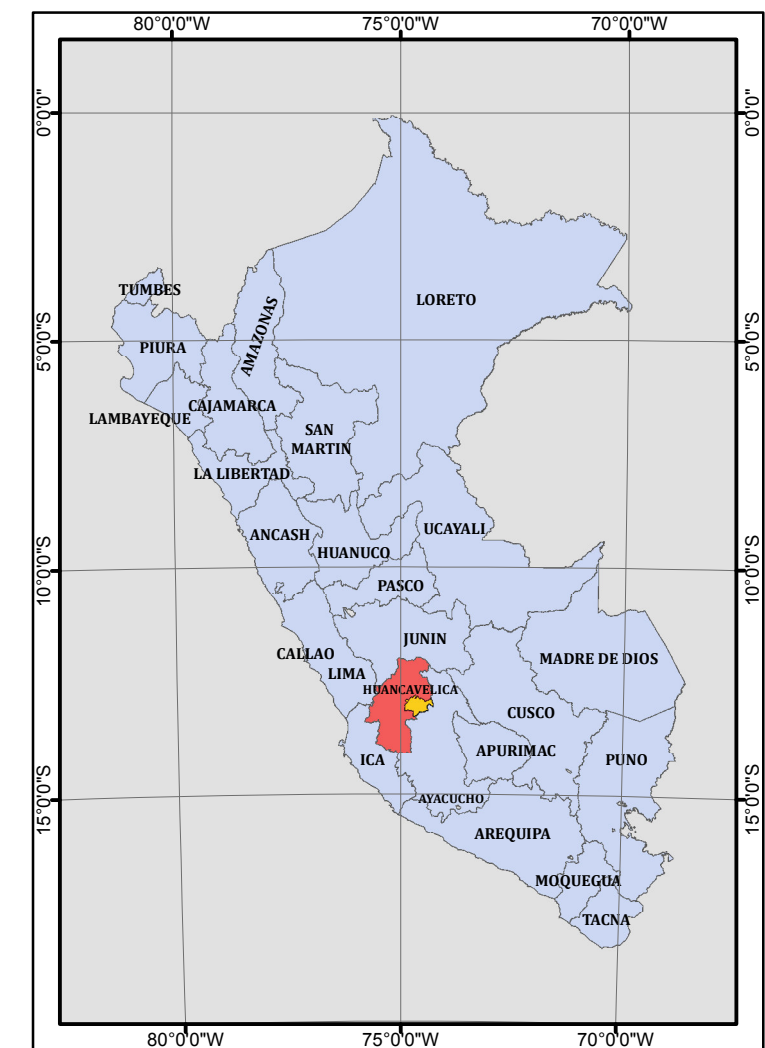 80°0'0"W 75°0'0"W 70°0'0"W
0°0'0" 0°0'0"
TUMBES
LORETO
AMAZONAS
5°0'0"S 5°0'0"S
PIURA
CAJAMARCA
LAMBAYEQUE
SAN
MARTIN
LA LIBERTAD
UCAYALI
ANCASH
HUANUCO
10°0'0"S 10°0'0"S
PASCO
JUNIN
CALLAO
MADRE DE DIOS
LIMA
HUANCAVELICA
CUSCO
APURIMAC
ICA
PUNO
15°0'0"S 15°0'0"S
AYACUCHO
AREQUIPA
MOQUEGUA
TACNA
80°0'0"W 75°0'0"W 70°0'0"W